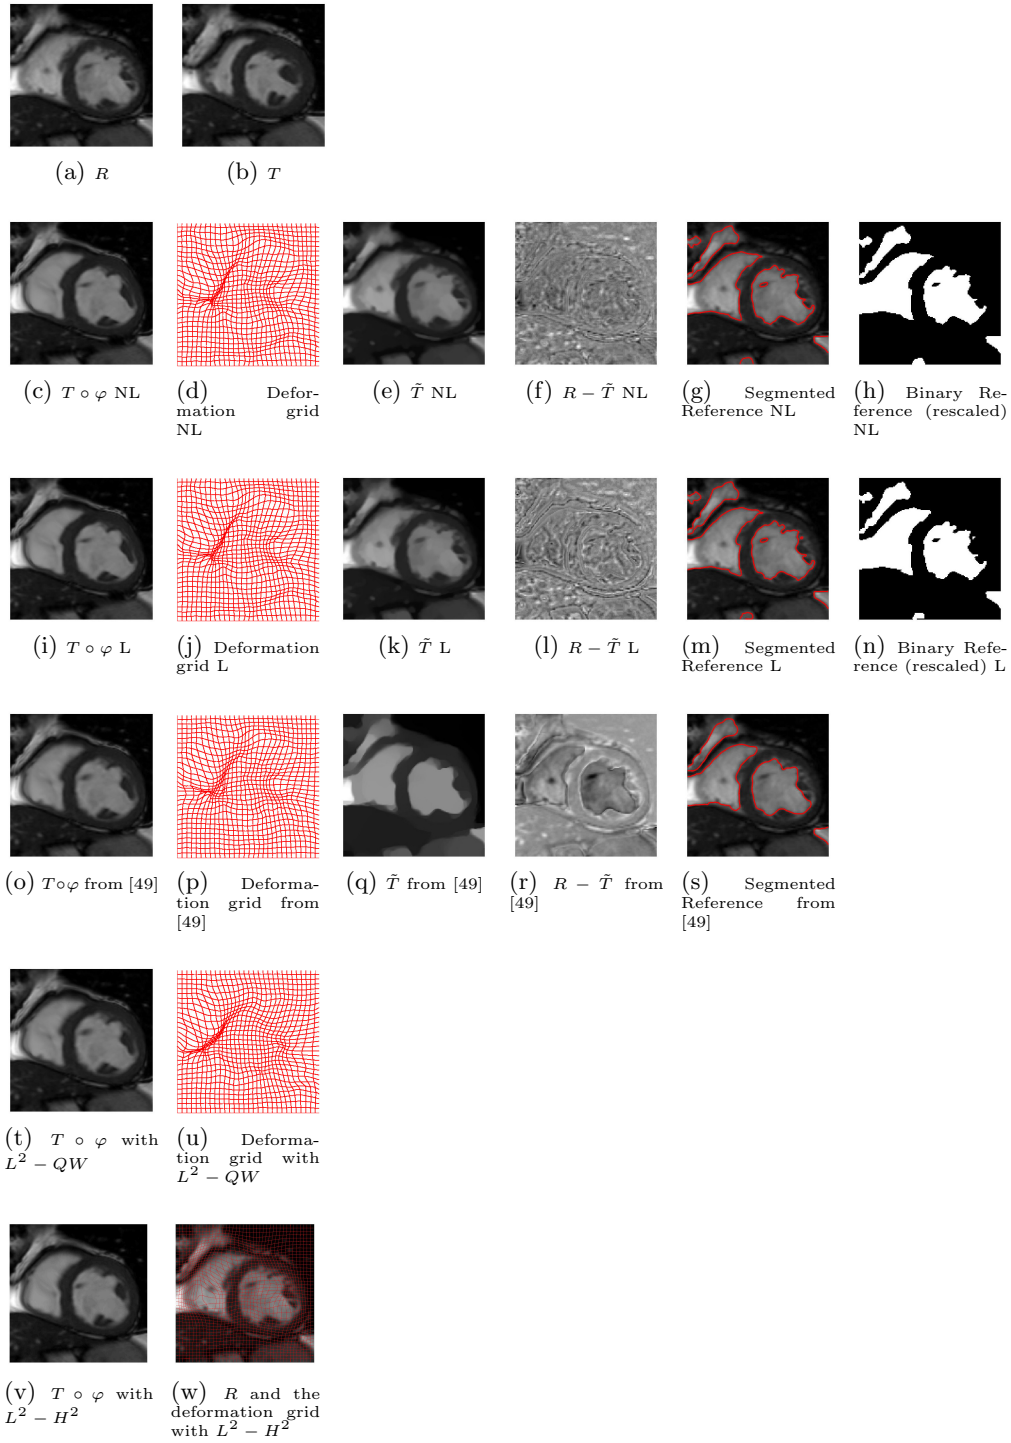 (a) R
(b) T
(c) T ∘ φ NL
(d) Defor-
mation grid
NL
(e) T̃ NL
(f) R − T̃ NL
(g) Segmented
Reference NL
(h) Binary Re-
ference (rescaled)
NL
(i) T ∘ φ L
(j) Deformation
grid L
(k) T̃ L
(l) R − T̃ L
(m) Segmented
Reference L
(n) Binary Refe-
rence (rescaled) L
(o) T∘φ from [49]
(p) Deforma-
tion grid from
[49]
(q) T̃ from [49]
(r) R − T̃ from
[49]
(s) Segmented
Reference from
[49]
(t) T ∘ φ with
L² − QW
(u) Deforma-
tion grid with
L² − QW
(v) T ∘ φ with
L² − H²
(w) R and the
deformation grid
with L² − H²